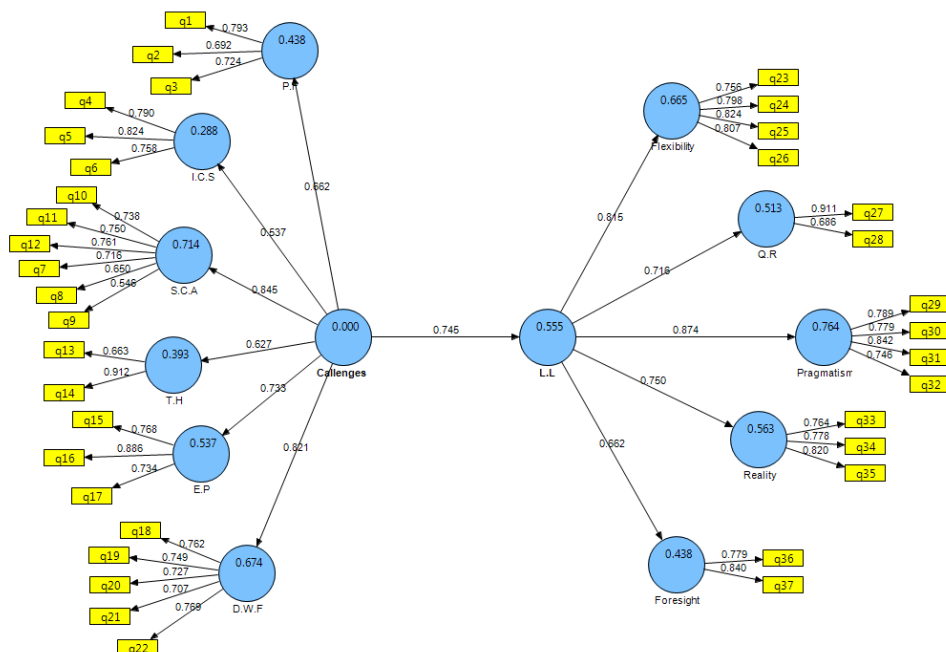 q1
0.793
q2
0.692
q3
0.724
0.438
P.F
q4
0.790
q5
0.824
q6
0.758
0.288
I.C.S
q10
0.738
q11
0.750
q12
0.761
q7
0.716
q8
0.650
q9
0.546
0.714
S.C.A
q13
0.663
q14
0.912
0.393
T.H
q15
0.768
q16
0.886
q17
0.734
0.537
E.P
q18
0.762
q19
0.749
q20
0.727
q21
0.707
q22
0.769
0.674
D.W.F
0.662
0.537
0.845
0.627
0.733
0.821
0.000
Callenges
0.745
0.555
L.L
0.815
0.716
0.874
0.750
0.662
0.665
Flexibility
0.756
q23
0.798
q24
0.824
q25
0.807
q26
0.513
Q.R
0.911
q27
0.686
q28
0.764
Pragmatism
0.789
q29
0.779
q30
0.842
q31
0.746
q32
0.563
Reality
0.764
q33
0.778
q34
0.820
q35
0.438
Foresight
0.779
q36
0.840
q37